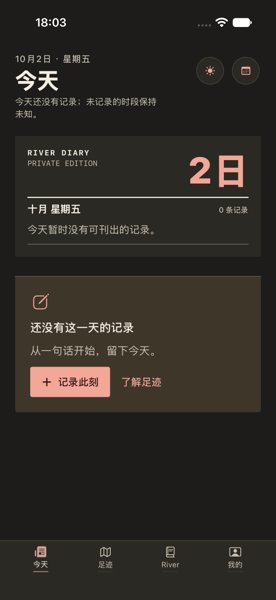 18:03
10月2日 · 星期五
今天
今天还没有记录；未记录的时段保持
未知。
RIVER DIARY
PRIVATE EDITION
2日
十月 星期五
0 条记录
今天暂时没有可刊出的记录。
还没有这一天的记录
从一句话开始，留下今天。
+ 记录此刻
了解足迹
今天
足迹
River
我的